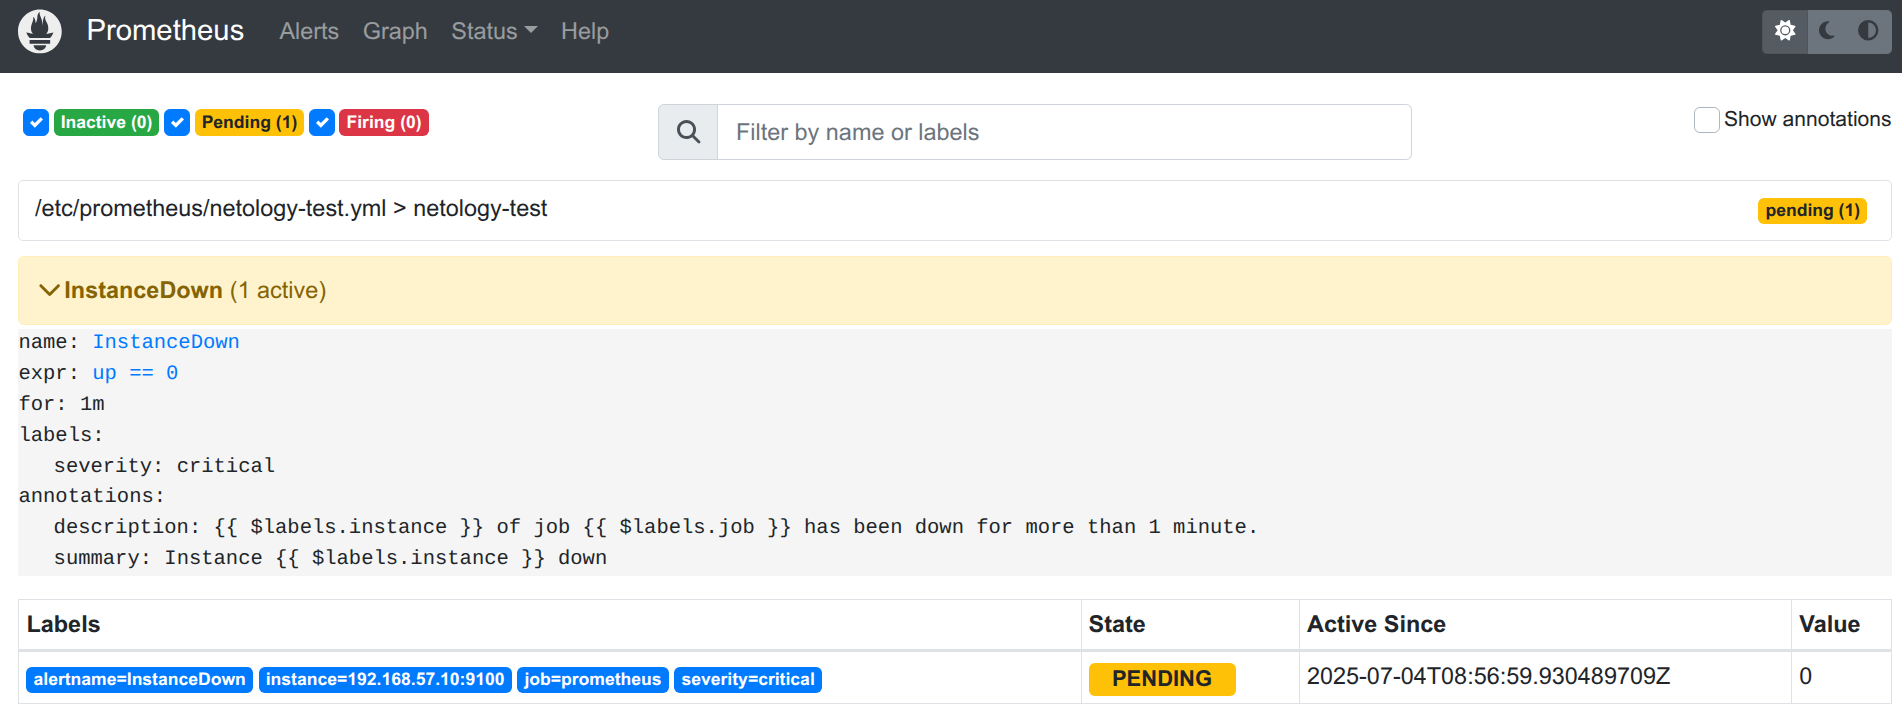 Prometheus Alerts Graph Status Help
Inactive (0) Pending (1) Firing (0) Filter by name or labels Show annotations
/etc/prometheus/netology-test.yml > netology-test pending (1)
InstanceDown (1 active)
name: InstanceDown
expr: up == 0
for: 1m
labels:
severity: critical
annotations:
description: {{ $labels.instance }} of job {{ $labels.job }} has been down for more than 1 minute.
summary: Instance {{ $labels.instance }} down
Labels State Active Since Value
alertname=InstanceDown instance=192.168.57.10:9100 job=prometheus severity=critical PENDING 2025-07-04T08:56:59.930489709Z 0